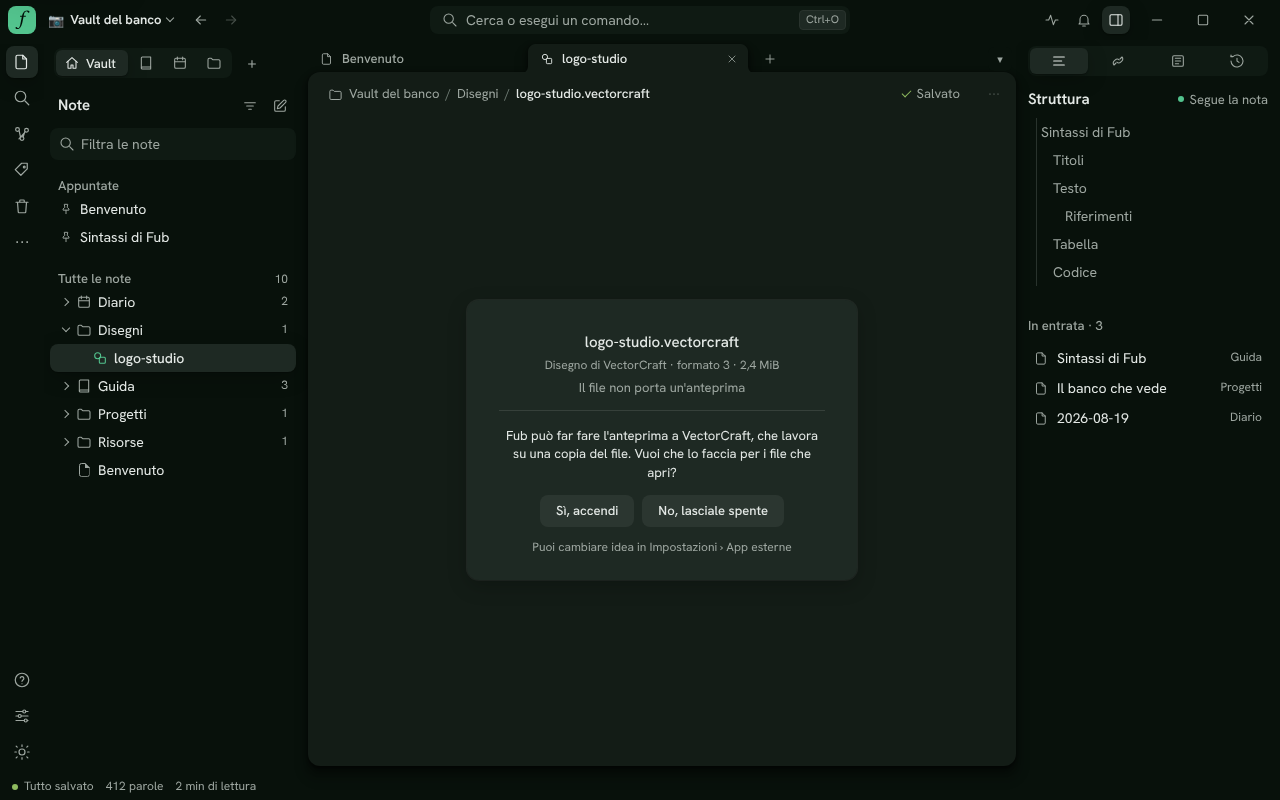 f
Vault del banco
Cerca o esegui un comando...
Ctrl+O
Vault
Note
Filtra le note
Appuntate
Benvenuto
Sintassi di Fub
Tutte le note 10
Diario 2
Disegni 1
logo-studio
Guida 3
Progetti 1
Risorse 1
Benvenuto
Tutto salvato 412 parole 2 min di lettura
Benvenuto
logo-studio
Vault del banco / Disegni / logo-studio.vectorcraft
Salvato
logo-studio.vectorcraft
Disegno di VectorCraft · formato 3 · 2,4 MiB
Il file non porta un'anteprima
Fub può far fare l'anteprima a VectorCraft, che lavora
su una copia del file. Vuoi che lo faccia per i file che
apri?
Sì, accendi
No, lasciale spente
Puoi cambiare idea in Impostazioni › App esterne
Struttura
Segue la nota
Sintassi di Fub
Titoli
Testo
Riferimenti
Tabella
Codice
In entrata · 3
Sintassi di Fub Guida
Il banco che vede Progetti
2026-08-19 Diario